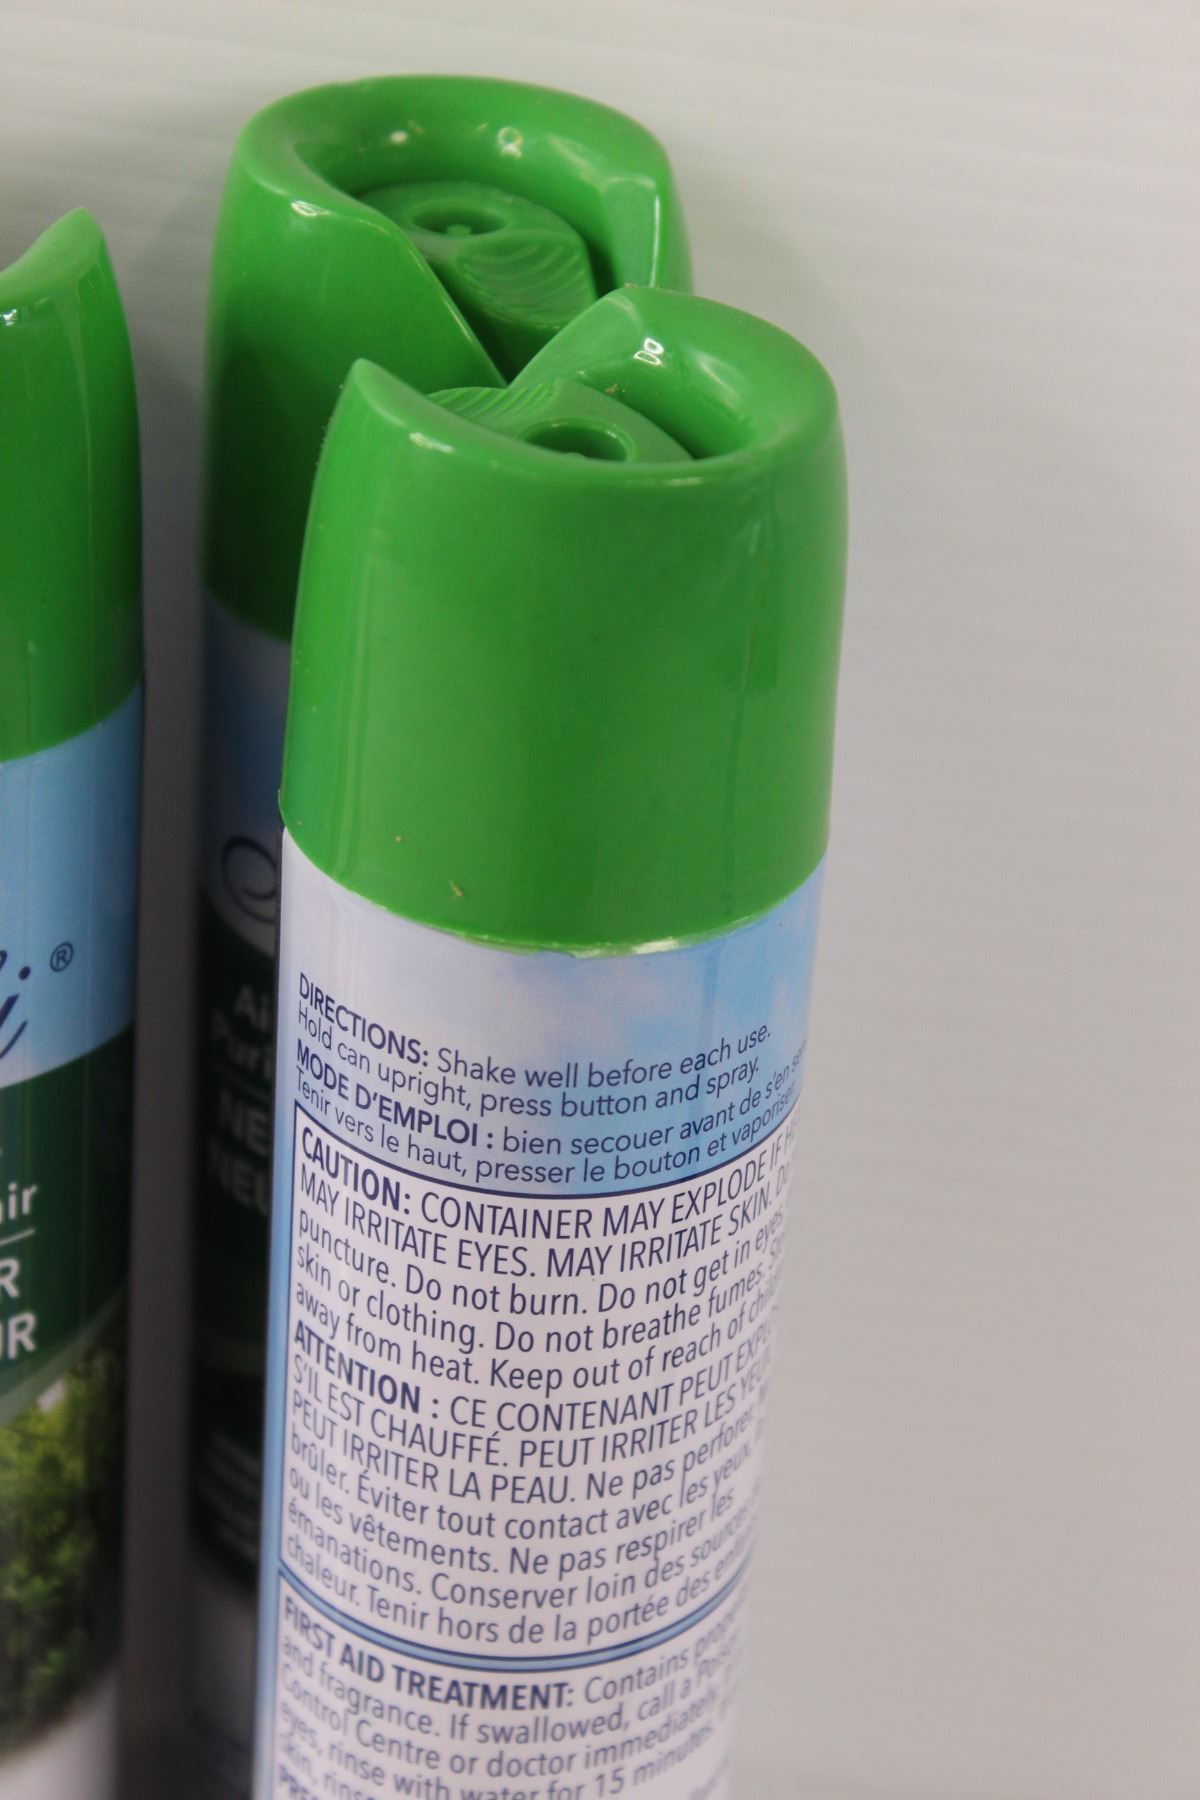 DIRECTIONS: Shake well before each use.
Hold can upright, press button and spray.
MODE D'EMPLOI : bien secouer avant de s'en
Tenir vers le haut, presser le bouton et vaporiser
CAUTION: CONTAINER MAY EXPLODE IF
MAY IRRITATE EYES. MAY IRRITATE SKIN.
puncture. Do not burn. Do not get in eyes
skin or clothing. Do not breathe fumes.
away from heat. Keep out of reach of
ATTENTION : CE CONTENANT PEUT
S'IL EST CHAUFFÉ. PEUT IRRITER LES
PEUT IRRITER LA PEAU. Ne pas perforer
brûler. Éviter tout contact avec les yeux,
ou les vêtements. Ne pas respirer les
émanations. Conserver loin des sources
chaleur. Tenir hors de la portée des
FIRST AID TREATMENT: Contains
and fragrance. If swallowed, call a
Control Centre or doctor immediately.
eyes, rinse with water for 15 minutes.
skin,
®